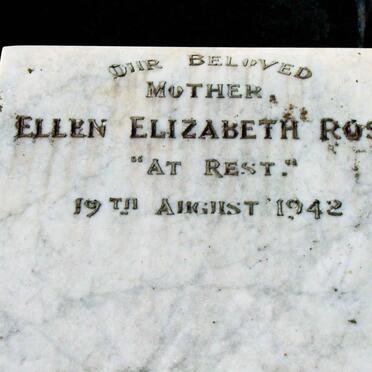 OUR BELOVED
MOTHER,
ELLEN ELIZABETH
"AT REST."
19TH AUGUST 1942